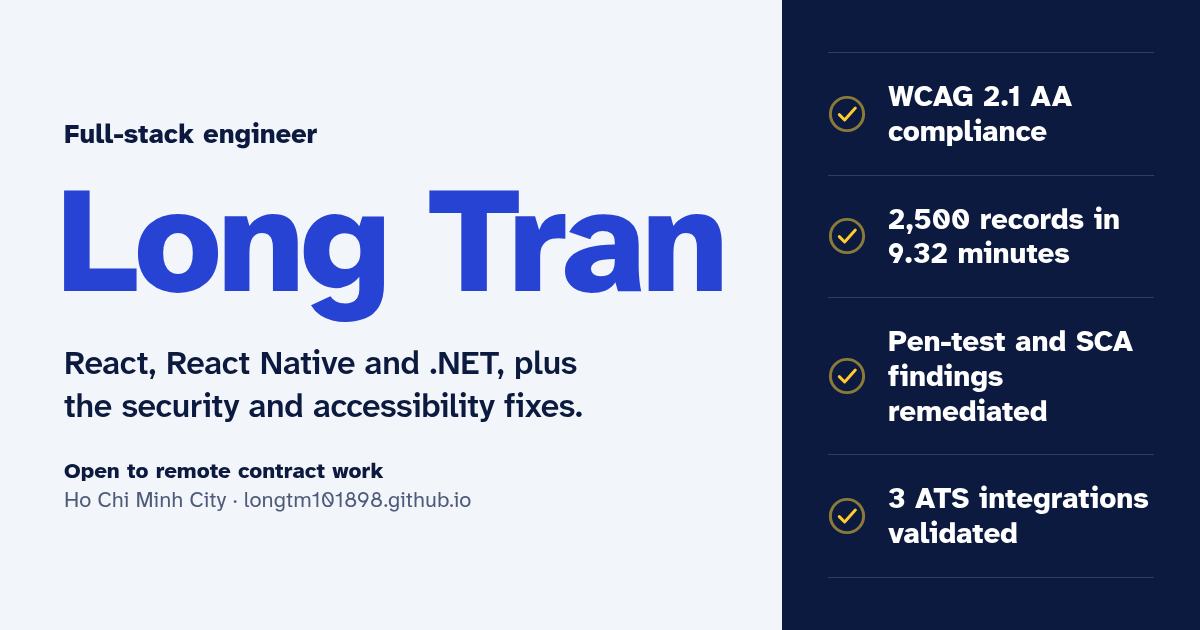 Full-stack engineer
Long Tran
React, React Native and .NET, plus
the security and accessibility fixes.
Open to remote contract work
Ho Chi Minh City · longtm101898.github.io
WCAG 2.1 AA
compliance
2,500 records in
9.32 minutes
Pen-test and SCA
findings
remediated
3 ATS integrations
validated